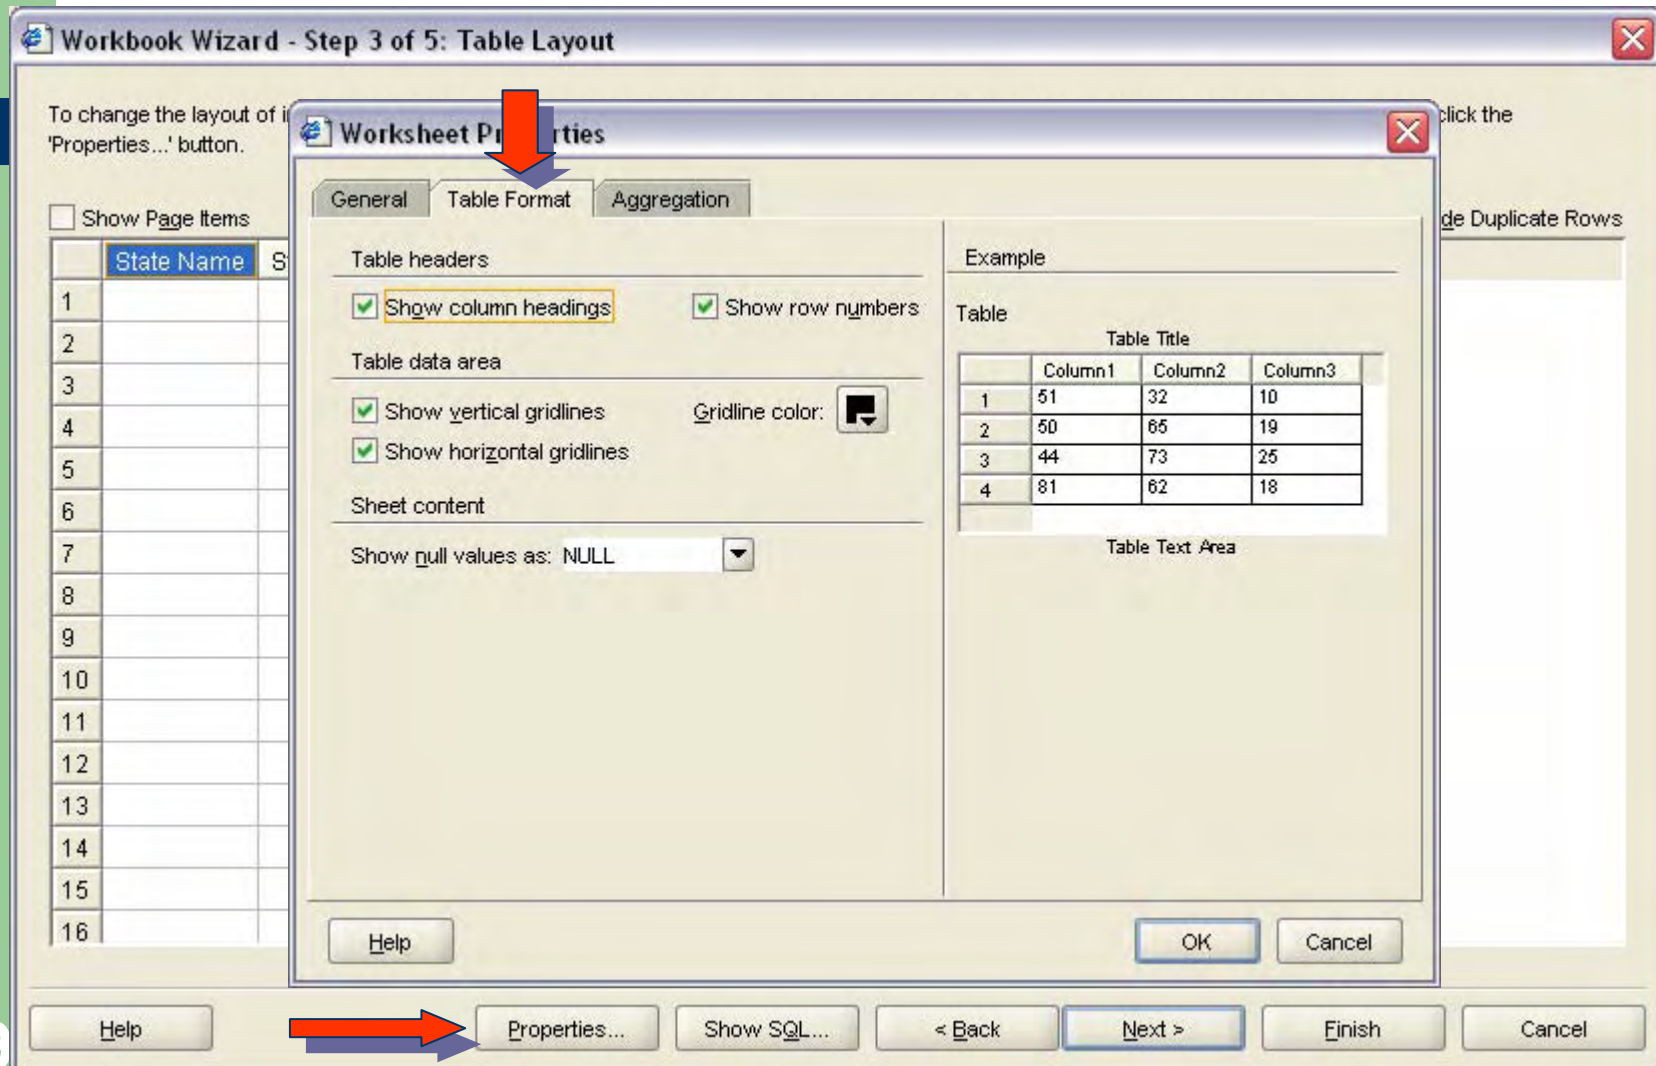 Workbook Wizard - Step 3 of 5: Table Layout
To change the layout of
click the
'Properties...' button.
Show Page Items
Duplicate Rows
State Name
1
2
3
4
5
6
7
8
9
10
11
12
13
14
15
16
Worksheet
General Table Format Aggregation
Table headers
Show column headings Show row numbers
Table data area
Show vertical gridlines Gridline color:
Show horizontal gridlines
Sheet content
Show null values as: NULL
Example
Table
Table Title
Column1 Column2 Column3
1 51 32 10
2 50 65 19
3 44 73 25
4 81 62 18
Table Text Area
Help OK Cancel
Help Properties... Show SQL... < Back Next > Finish Cancel